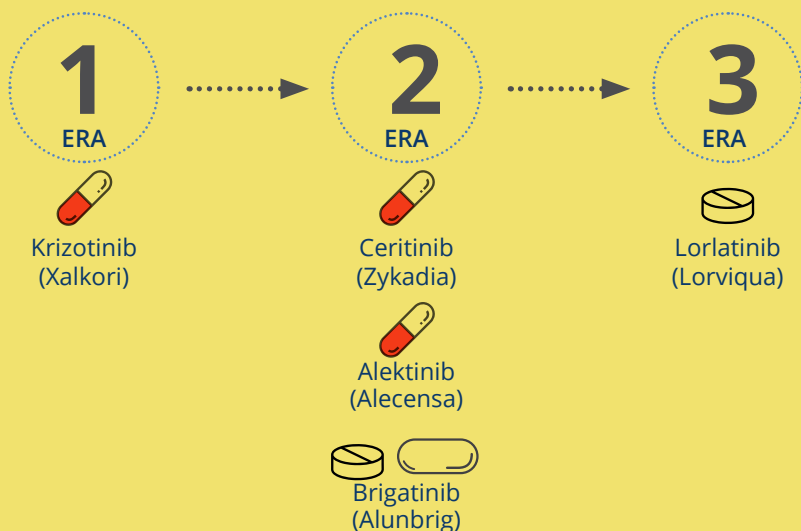 1
ERA
2
ERA
3
ERA
Krizotinib
(Xalkori)
Ceritinib
(Zykadia)
Lorlatinib
(Lorviqua)
Alektinib
(Alecensa)
Brigatinib
(Alunbrig)